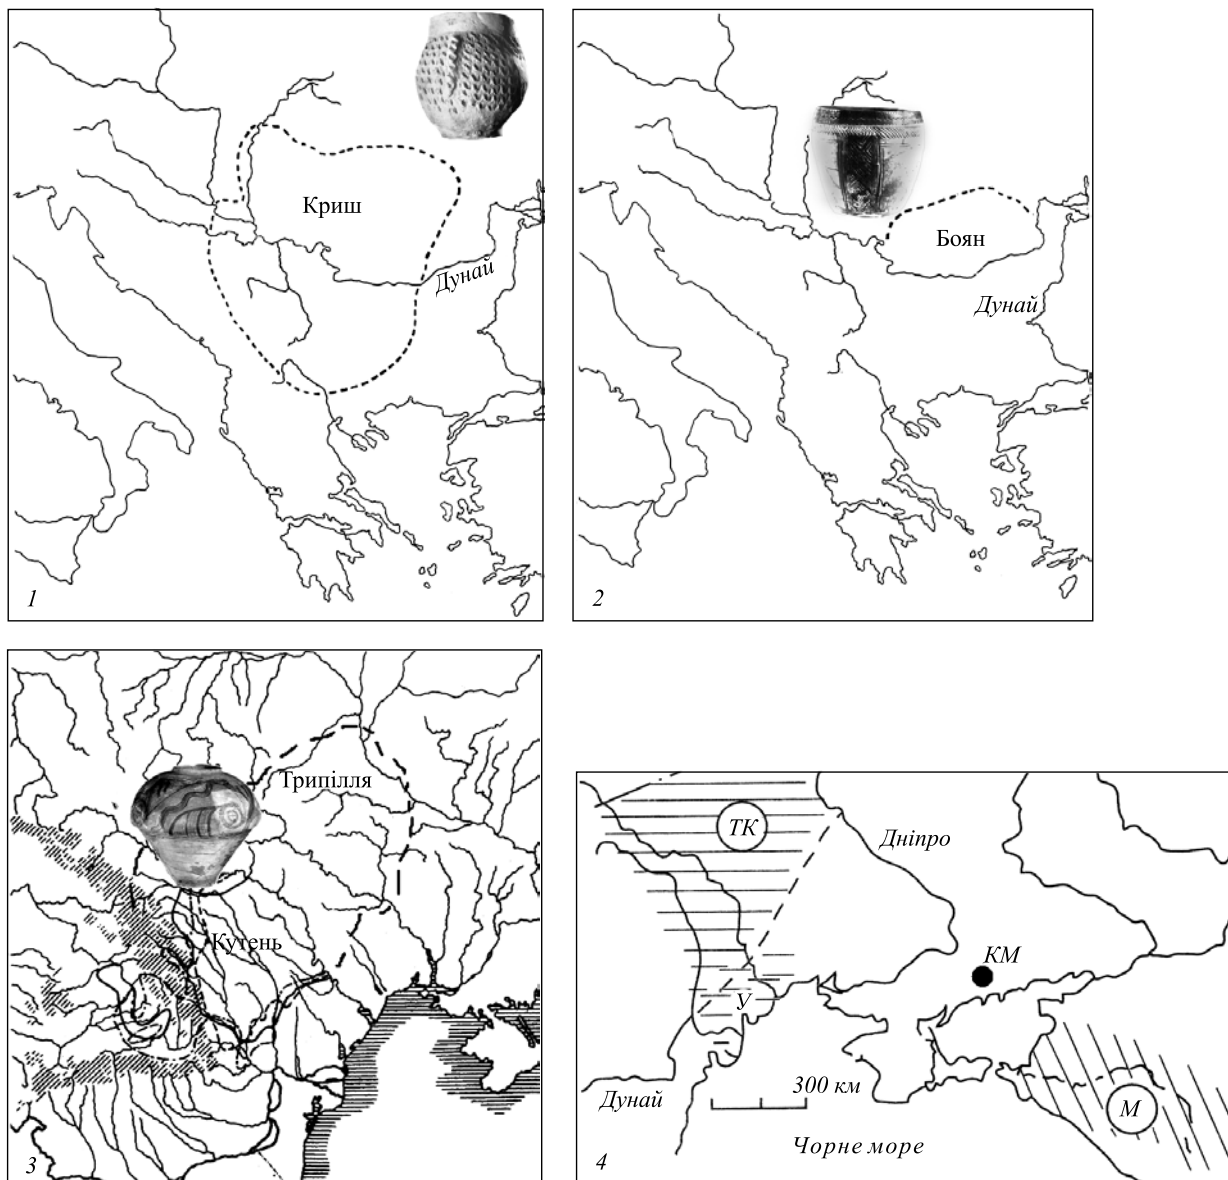 Криш
Дунай
1
Боян
Дунай
2
Трипілля
Кутень
3
ТК
Дніпро
КМ
У
300 км
Дунай
М
Чорне море
4